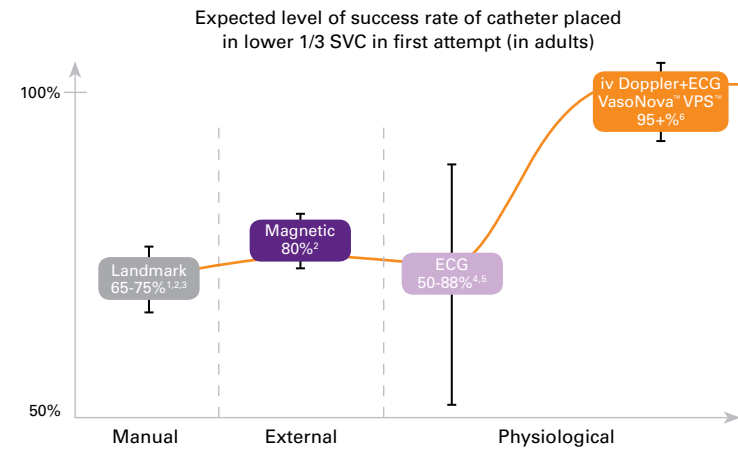 Expected level of success rate of catheter placed
in lower 1/3 SVC in first attempt (in adults)
100%
iv Doppler+ECG
VasoNova™ VPS™
95+%⁶
Magnetic
80%²
Landmark
65-75%¹,²,³
ECG
50-88%⁴,⁵
50%
Manual
External
Physiological